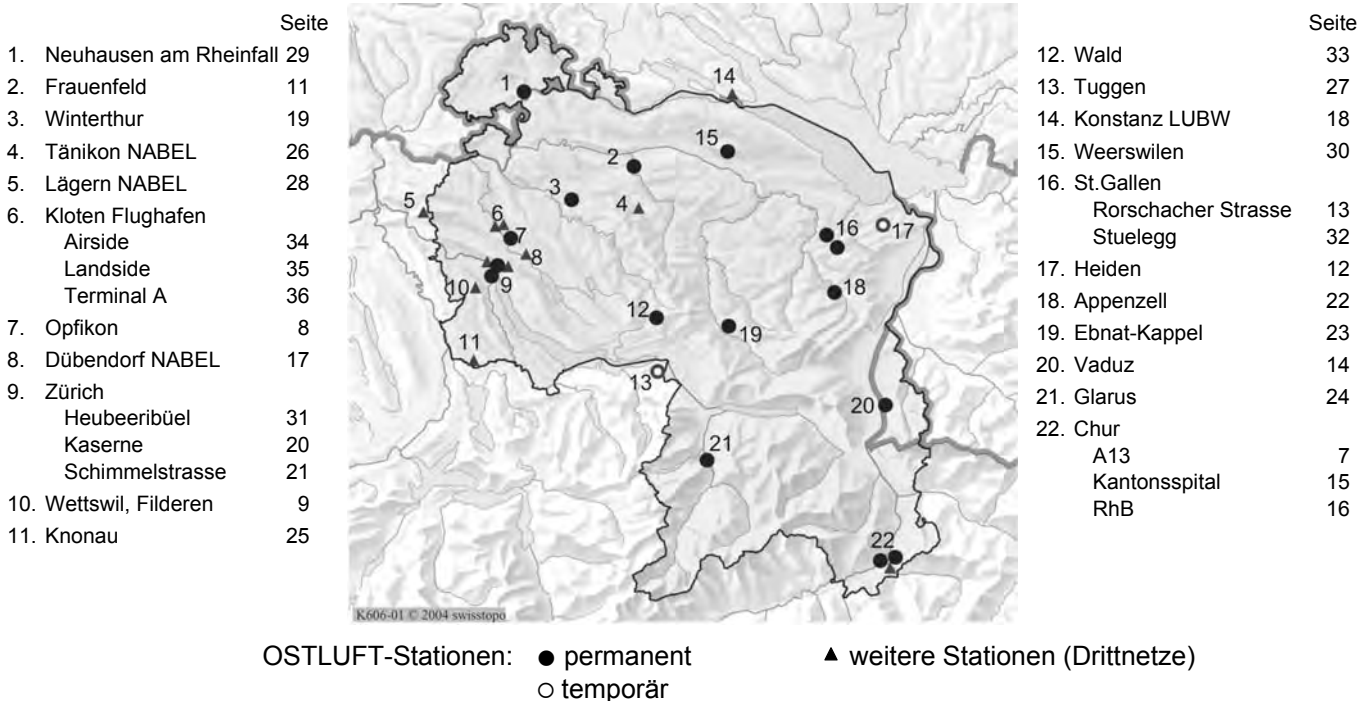 Seite
1. Neuhausen am Rheinfall 29
2. Frauenfeld 11
3. Winterthur 19
4. Tänikon NABEL 26
5. Lägern NABEL 28
6. Kloten Flughafen
Airside 34
Landside 35
Terminal A 36
7. Opfikon 8
8. Dübendorf NABEL 17
9. Zürich
Heubeeribüel 31
Kaserne 20
Schimmelstrasse 21
10. Wettswil, Filderen 9
11. Knonau 25
1
14
15
2
3
4
5
6
7
8
9
10
11
12
13
16
17
18
19
20
21
22
K606-01 © 2004 swisstopo
Seite
12. Wald 33
13. Tuggen 27
14. Konstanz LUBW 18
15. Weerswilen 30
16. St.Gallen
Rorschacher Strasse 13
Stuelegg 32
17. Heiden 12
18. Appenzell 22
19. Ebnat-Kappel 23
20. Vaduz 14
21. Glarus 24
22. Chur
A13 7
Kantonsspital 15
RhB 16
OSTLUFT-Stationen: permanent weitere Stationen (Drittnetze)
temporär